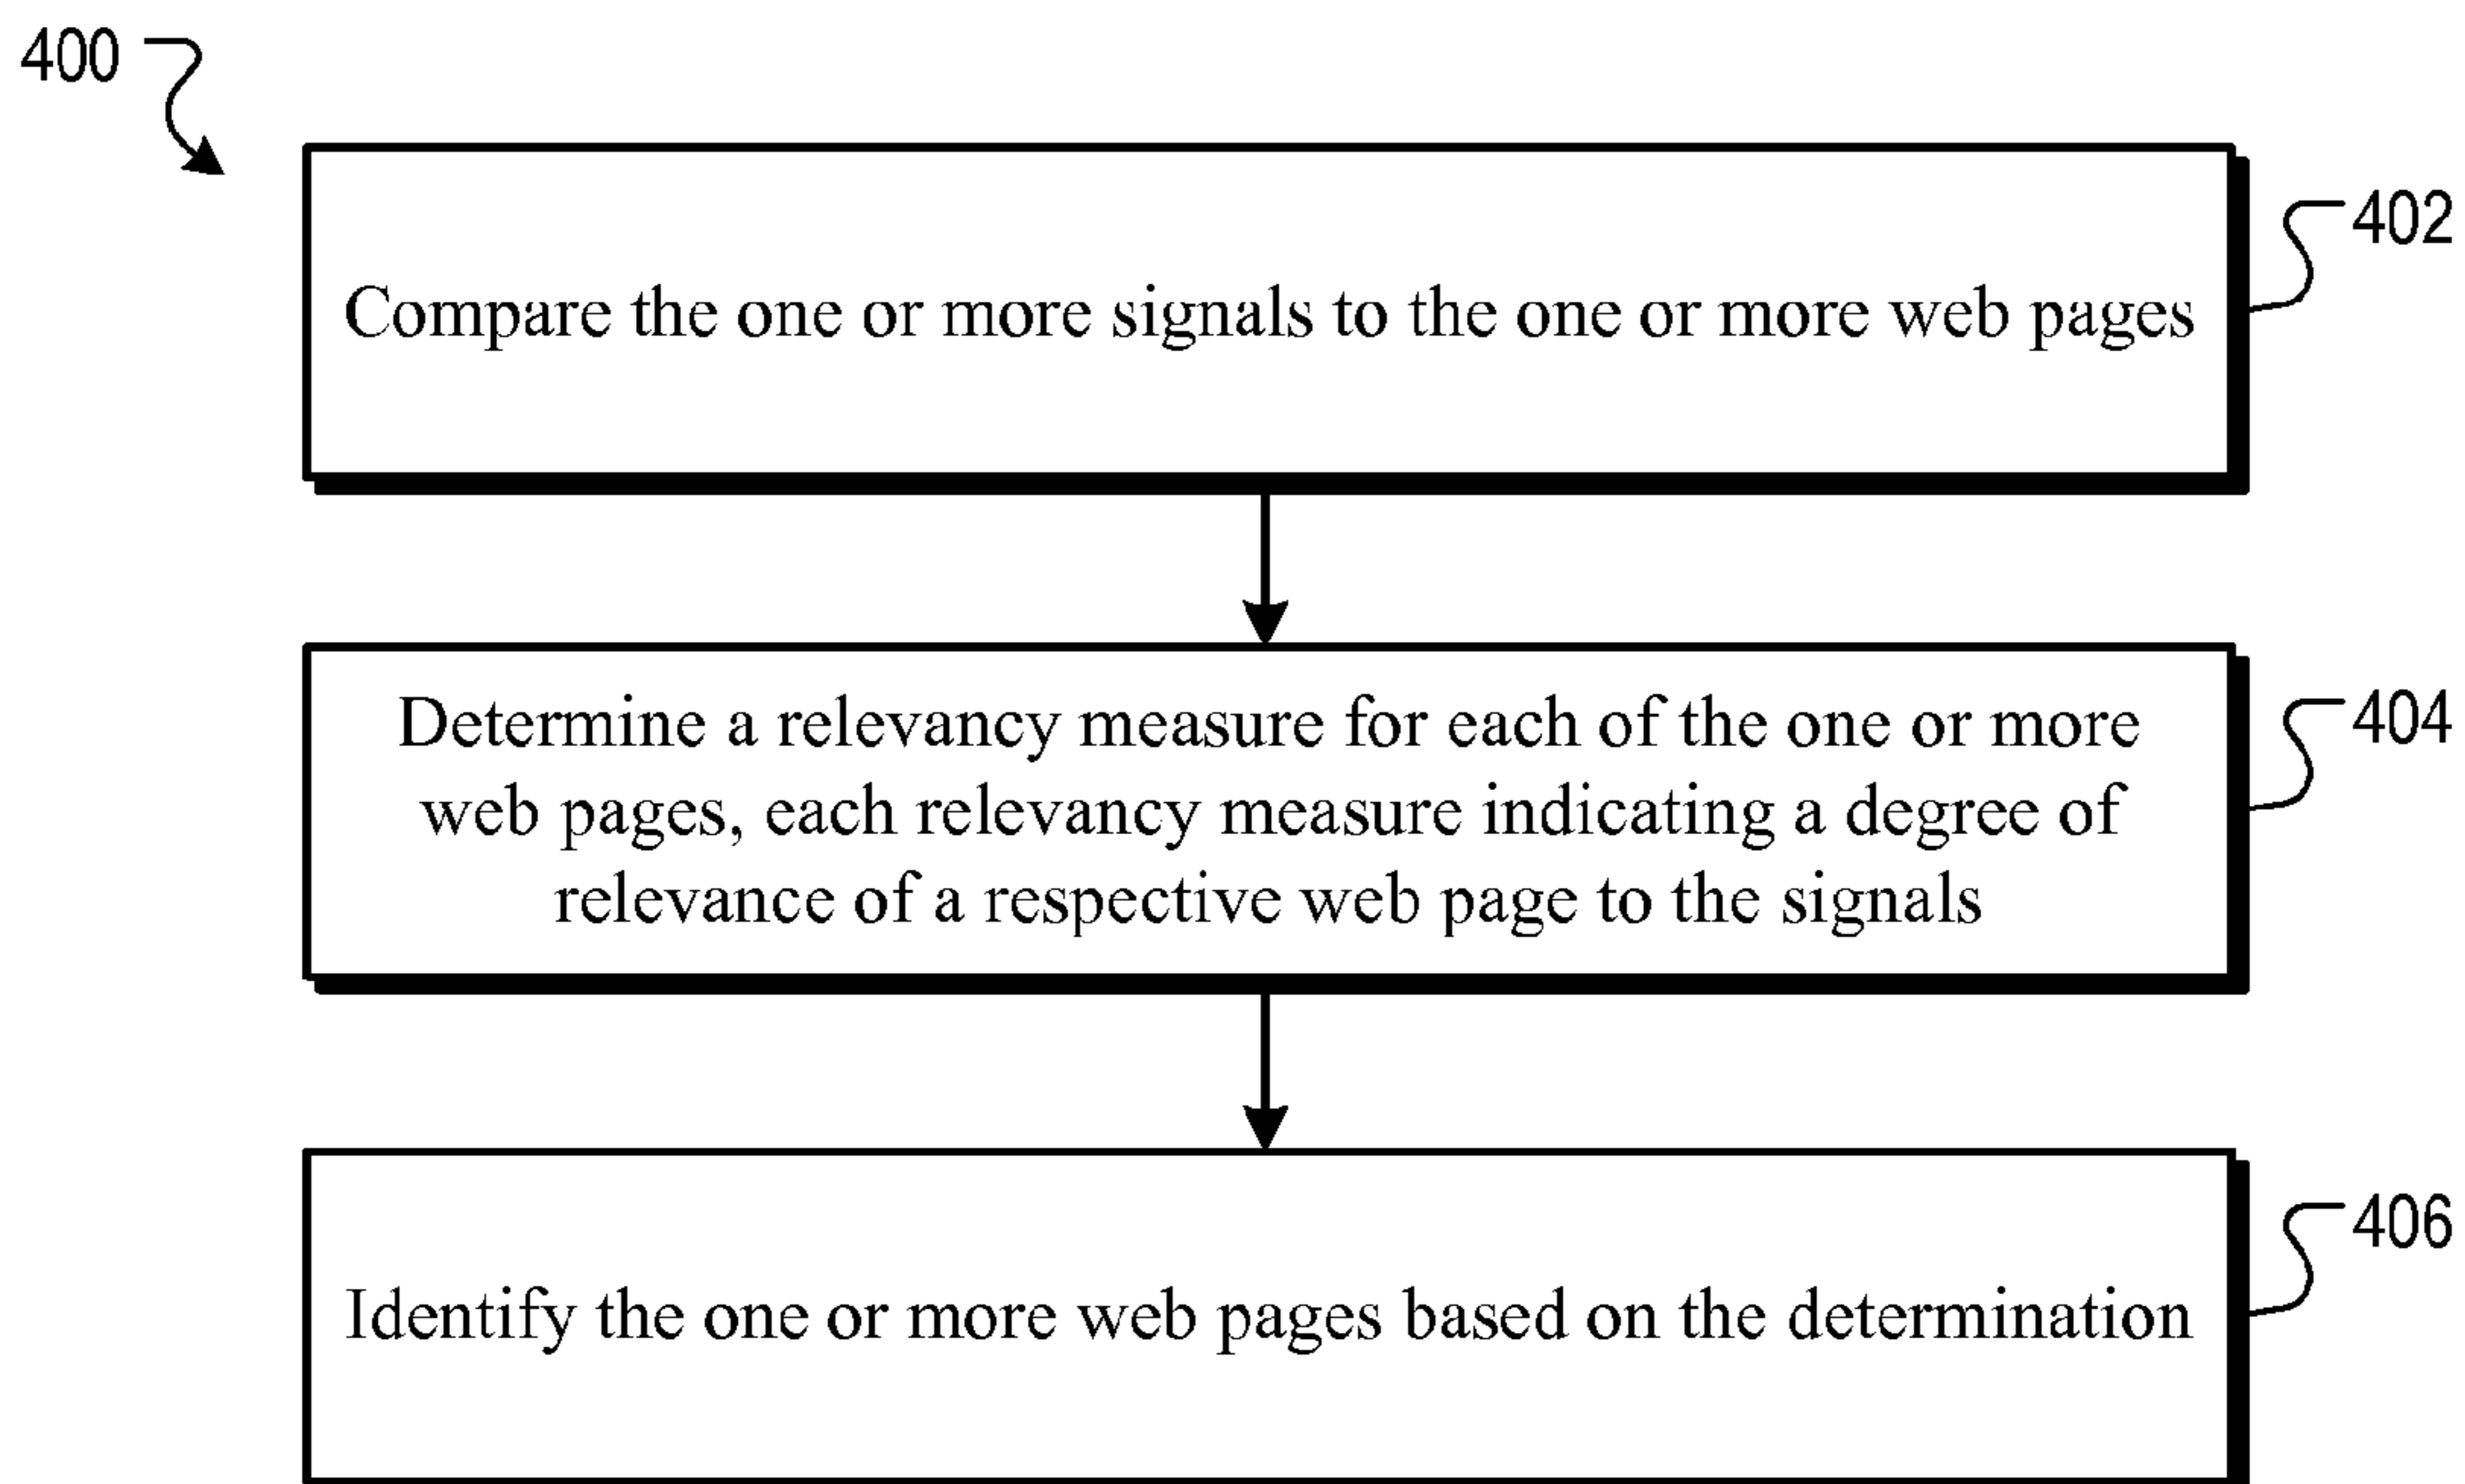 400
402
Compare the one or more signals to the one or more web pages
404
Determine a relevancy measure for each of the one or more
web pages, each relevancy measure indicating a degree of
relevance of a respective web page to the signals
406
Identify the one or more web pages based on the determination